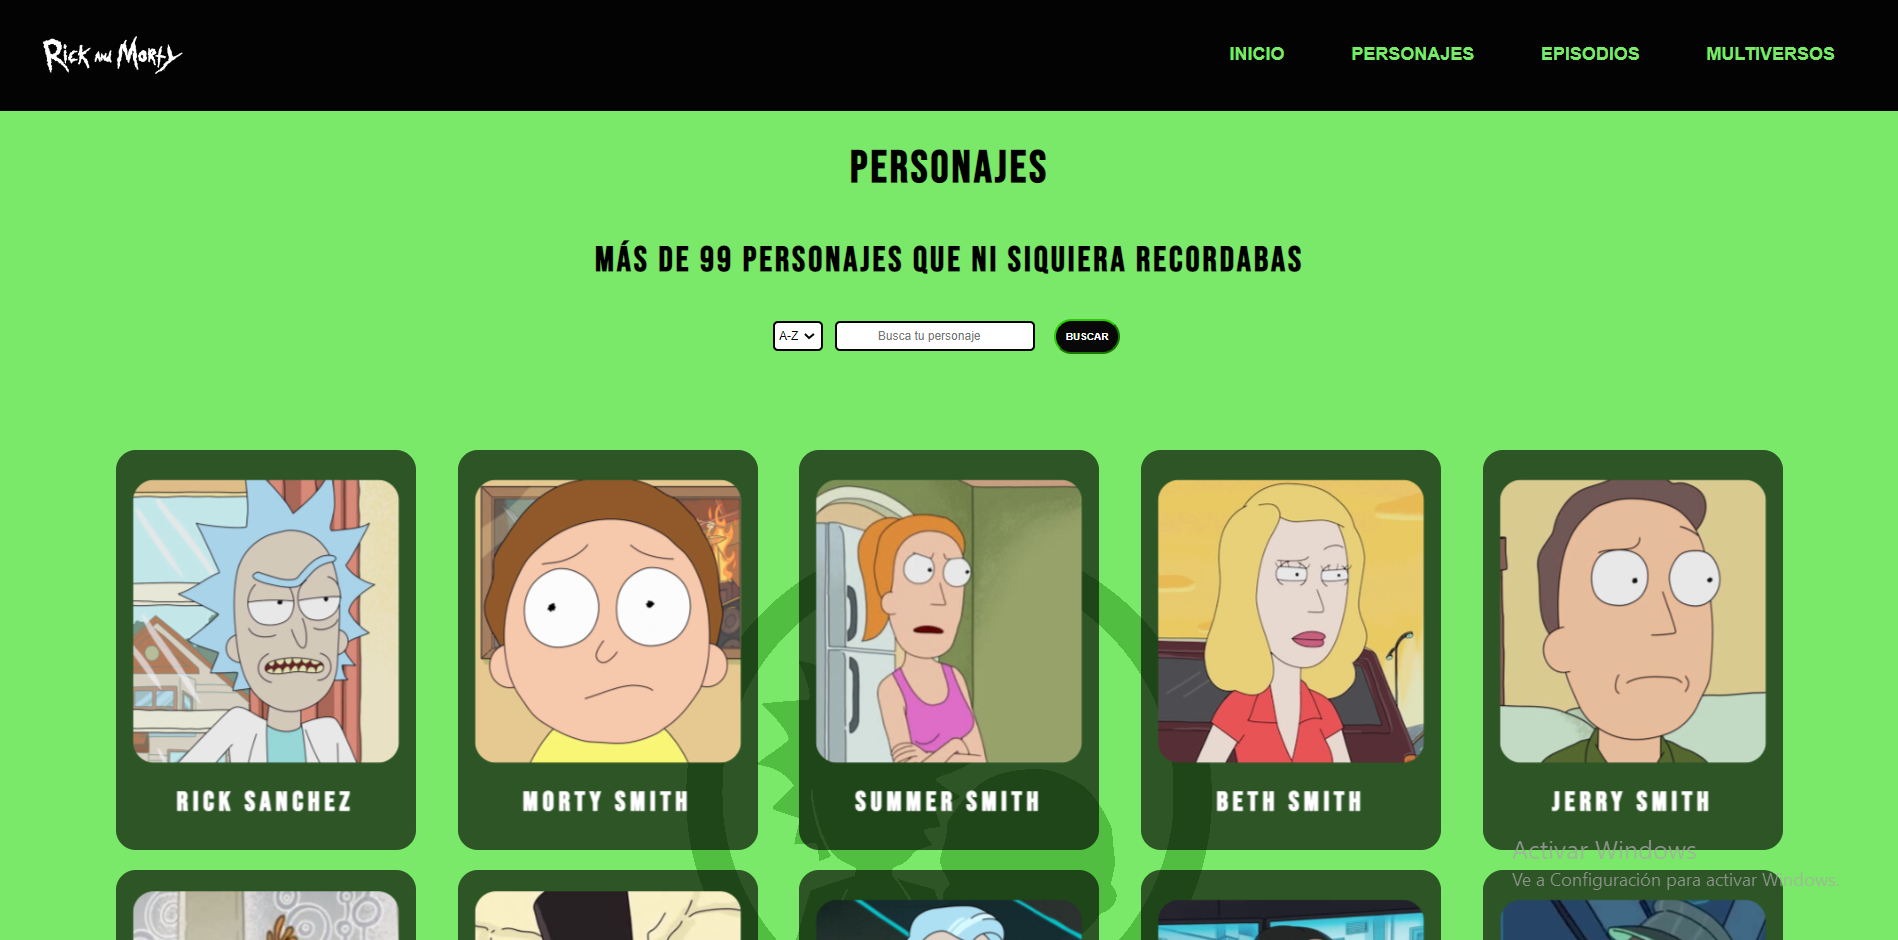 Rick and Morty
INICIO PERSONAJES EPISODIOS MULTIVERSOS
PERSONAJES
MÁS DE 99 PERSONAJES QUE NI SIQUIERA RECORDABAS
A-Z Busca tu personaje BUSCAR
RICK SANCHEZ MORTY SMITH SUMMER SMITH BETH SMITH JERRY SMITH
Activar Windows
Ve a Configuración para activar Windows.